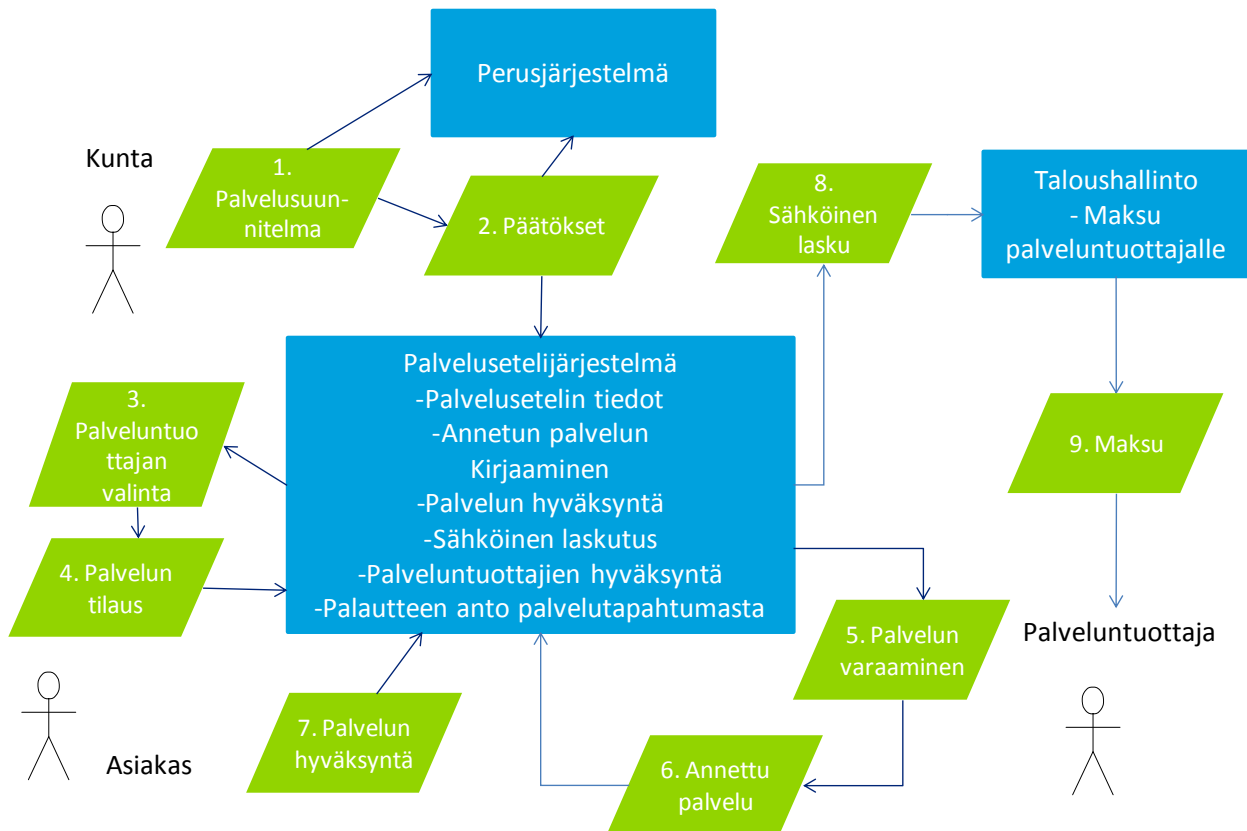 Perusjärjestelmä
Kunta
1.
Palvelusuun-
nitelma
2. Päätökset
8.
Sähköinen
lasku
Taloushallinto
- Maksu
palveluntuottajalle
Palvelusetelijärjestelmä
-Palvelusetelin tiedot
-Annetun palvelun
Kirjaaminen
-Palvelun hyväksyntä
-Sähköinen laskutus
-Palveluntuottajien hyväksyntä
-Palautteen anto palvelutapahtumasta
3.
Palveluntuo
ttajan
valinta
4. Palvelun
tilaus
9. Maksu
5. Palvelun
varaaminen
Palveluntuottaja
7. Palvelun
hyväksyntä
6. Annettu
palvelu
Asiakas